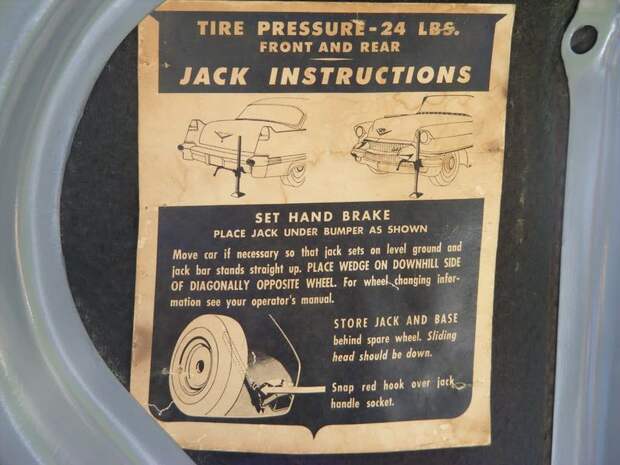 TIRE PRESSURE-24 LBS.
FRONT AND REAR
JACK INSTRUCTIONS
SET HAND BRAKE
PLACE JACK UNDER BUMPER AS SHOWN
Move car if necessary so that jack sets on level ground and
jack bar stands straight up. PLACE WEDGE ON DOWNHILL SIDE
OF DIAGONALLY OPPOSITE WHEEL. For wheel changing infor-
mation see your operator's manual.
STORE JACK AND BASE
behind spare wheel. Sliding
head should be down.
Snap red hook over jack
handle socket.